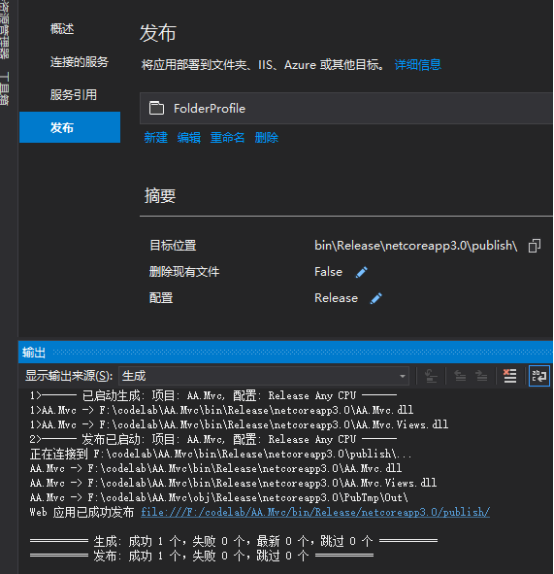 资源管理器
工具箱
概述
连接的服务
服务引用
发布
发布
将应用部署到文件夹、IIS、Azure 或其他目标。 详细信息
FolderProfile
新建 编辑 重命名 删除
摘要
目标位置 bin\Release\netcoreapp3.0\publish\
删除现有文件 False
配置 Release
输出
显示输出来源(S): 生成
1>------ 已启动生成: 项目: AA.Mvc, 配置: Release Any CPU ------
1>AA.Mvc -> F:\codelab\AA.Mvc\bin\Release\netcoreapp3.0\AA.Mvc.dll
1>AA.Mvc -> F:\codelab\AA.Mvc\bin\Release\netcoreapp3.0\AA.Mvc.Views.dll
2>------ 发布已启动: 项目: AA.Mvc, 配置: Release Any CPU ------
正在连接到 F:\codelab\AA.Mvc\bin\Release\netcoreapp3.0\publish\...
AA.Mvc -> F:\codelab\AA.Mvc\bin\Release\netcoreapp3.0\AA.Mvc.dll
AA.Mvc -> F:\codelab\AA.Mvc\bin\Release\netcoreapp3.0\AA.Mvc.Views.dll
AA.Mvc -> F:\codelab\AA.Mvc\obj\Release\netcoreapp3.0\PubTmp\Out\
Web 应用已成功发布 file:///F:/codelab/AA.Mvc/bin/Release/netcoreapp3.0/publish/
========== 生成: 成功 1 个，失败 0 个，最新 0 个，跳过 0 个 ==========
========== 发布: 成功 1 个，失败 0 个，跳过 0 个 ==========